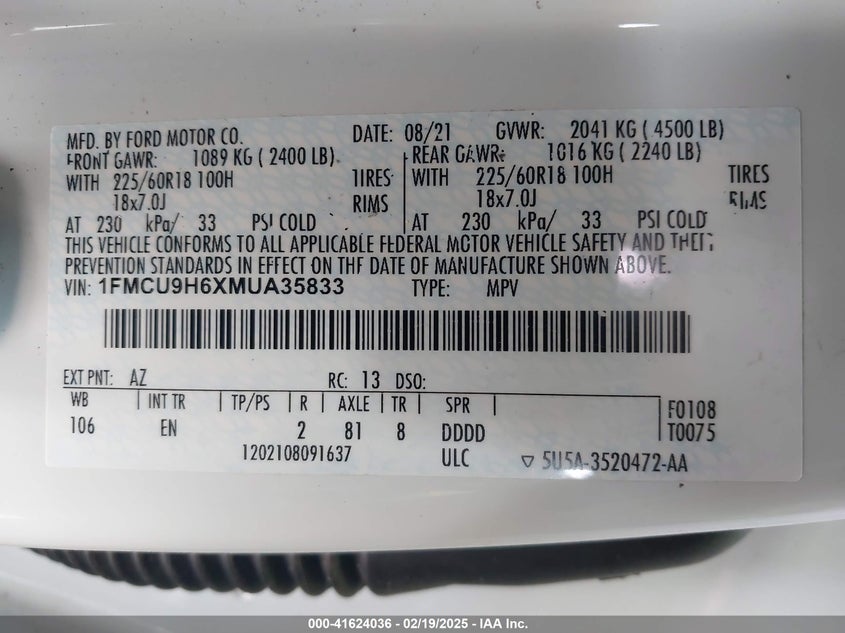 MFD. BY FORD MOTOR CO. DATE: 08/21 GVWR: 2041 KG ( 4500 LB)
FRONT GAWR: 1089 KG ( 2400 LB) REAR GAWR: 1016 KG ( 2240 LB)
WITH 225/60R18 100H TIRES WITH 225/60R18 100H TIRES
18x7.0J RIMS 18x7.0J RIMS
AT 230 kPa/ 33 PSI COLD AT 230 kPa/ 33 PSI COLD
THIS VEHICLE CONFORMS TO ALL APPLICABLE FEDERAL MOTOR VEHICLE SAFETY AND THEFT
PREVENTION STANDARDS IN EFFECT ON THE DATE OF MANUFACTURE SHOWN ABOVE.
VIN: 1FMCU9H6XMUA35833 TYPE: MPV
EXT PNT: AZ RC: 13 DSO:
WB INT TR TP/PS R AXLE TR SPR F0108
106 EN 2 81 8 DDDD T0075
1202108091637 ULC ▽ 5U5A-3520472-AA
000-41624036 - 02/19/2025 - IAA Inc.